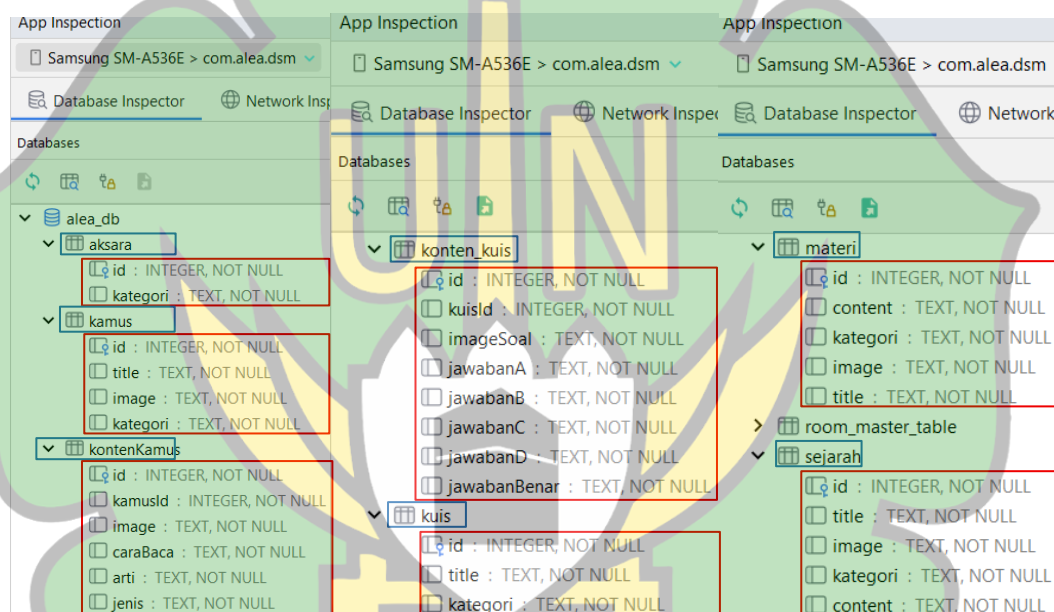 App Inspection
Samsung SM-A536E > com.alea.dsm
Database Inspector
Network Insp
Databases
alea_db
aksara
id : INTEGER, NOT NULL
kategori : TEXT, NOT NULL
kamus
id : INTEGER, NOT NULL
title : TEXT, NOT NULL
image : TEXT, NOT NULL
kategori : TEXT, NOT NULL
kontenKamus
id : INTEGER, NOT NULL
kamusId : INTEGER, NOT NULL
image : TEXT, NOT NULL
caraBaca : TEXT, NOT NULL
arti : TEXT, NOT NULL
jenis : TEXT, NOT NULL
App Inspection
Samsung SM-A536E > com.alea.dsm
Database Inspector
Network Inspec
Databases
konten_kuis
id : INTEGER, NOT NULL
kuisId : INTEGER, NOT NULL
imageSoal : TEXT, NOT NULL
jawabanA : TEXT, NOT NULL
jawabanB : TEXT, NOT NULL
jawabanC : TEXT, NOT NULL
jawabanD : TEXT, NOT NULL
jawabanBenar : TEXT, NOT NULL
kuis
id : INTEGER, NOT NULL
title : TEXT, NOT NULL
kategori : TEXT, NOT NULL
App Inspection
Samsung SM-A536E > com.alea.dsm
Database Inspector
Network
Databases
materi
id : INTEGER, NOT NULL
content : TEXT, NOT NULL
kategori : TEXT, NOT NULL
image : TEXT, NOT NULL
title : TEXT, NOT NULL
room_master_table
sejarah
id : INTEGER, NOT NULL
title : TEXT, NOT NULL
image : TEXT, NOT NULL
kategori : TEXT, NOT NULL
content : TEXT, NOT NULL
UIN